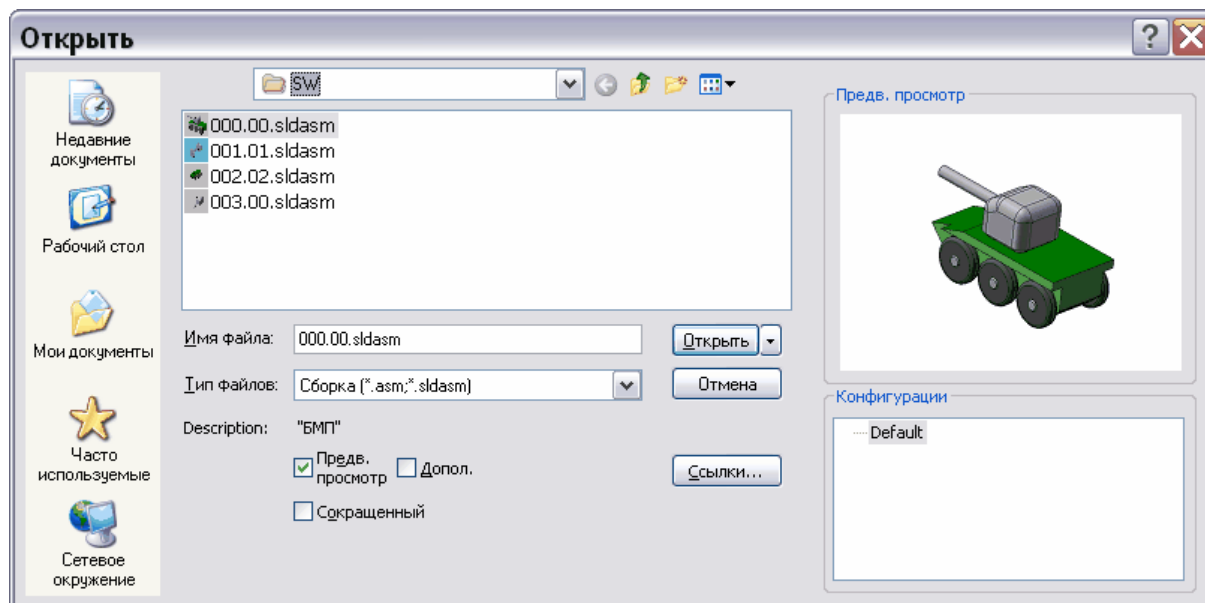 Открыть
Недавние
документы
Рабочий стол
Мои документы
Часто
используемые
Сетевое
окружение
SW
000.00.sldasm
001.01.sldasm
002.02.sldasm
003.00.sldasm
Имя файла: 000.00.sldasm
Открыть
Тип файлов: Сборка (*.asm;*.sldasm)
Отмена
Description: "БМП"
Предв.
просмотр
Допол.
Ссылки...
Сокращенный
Предв. просмотр
Конфигурации
Default